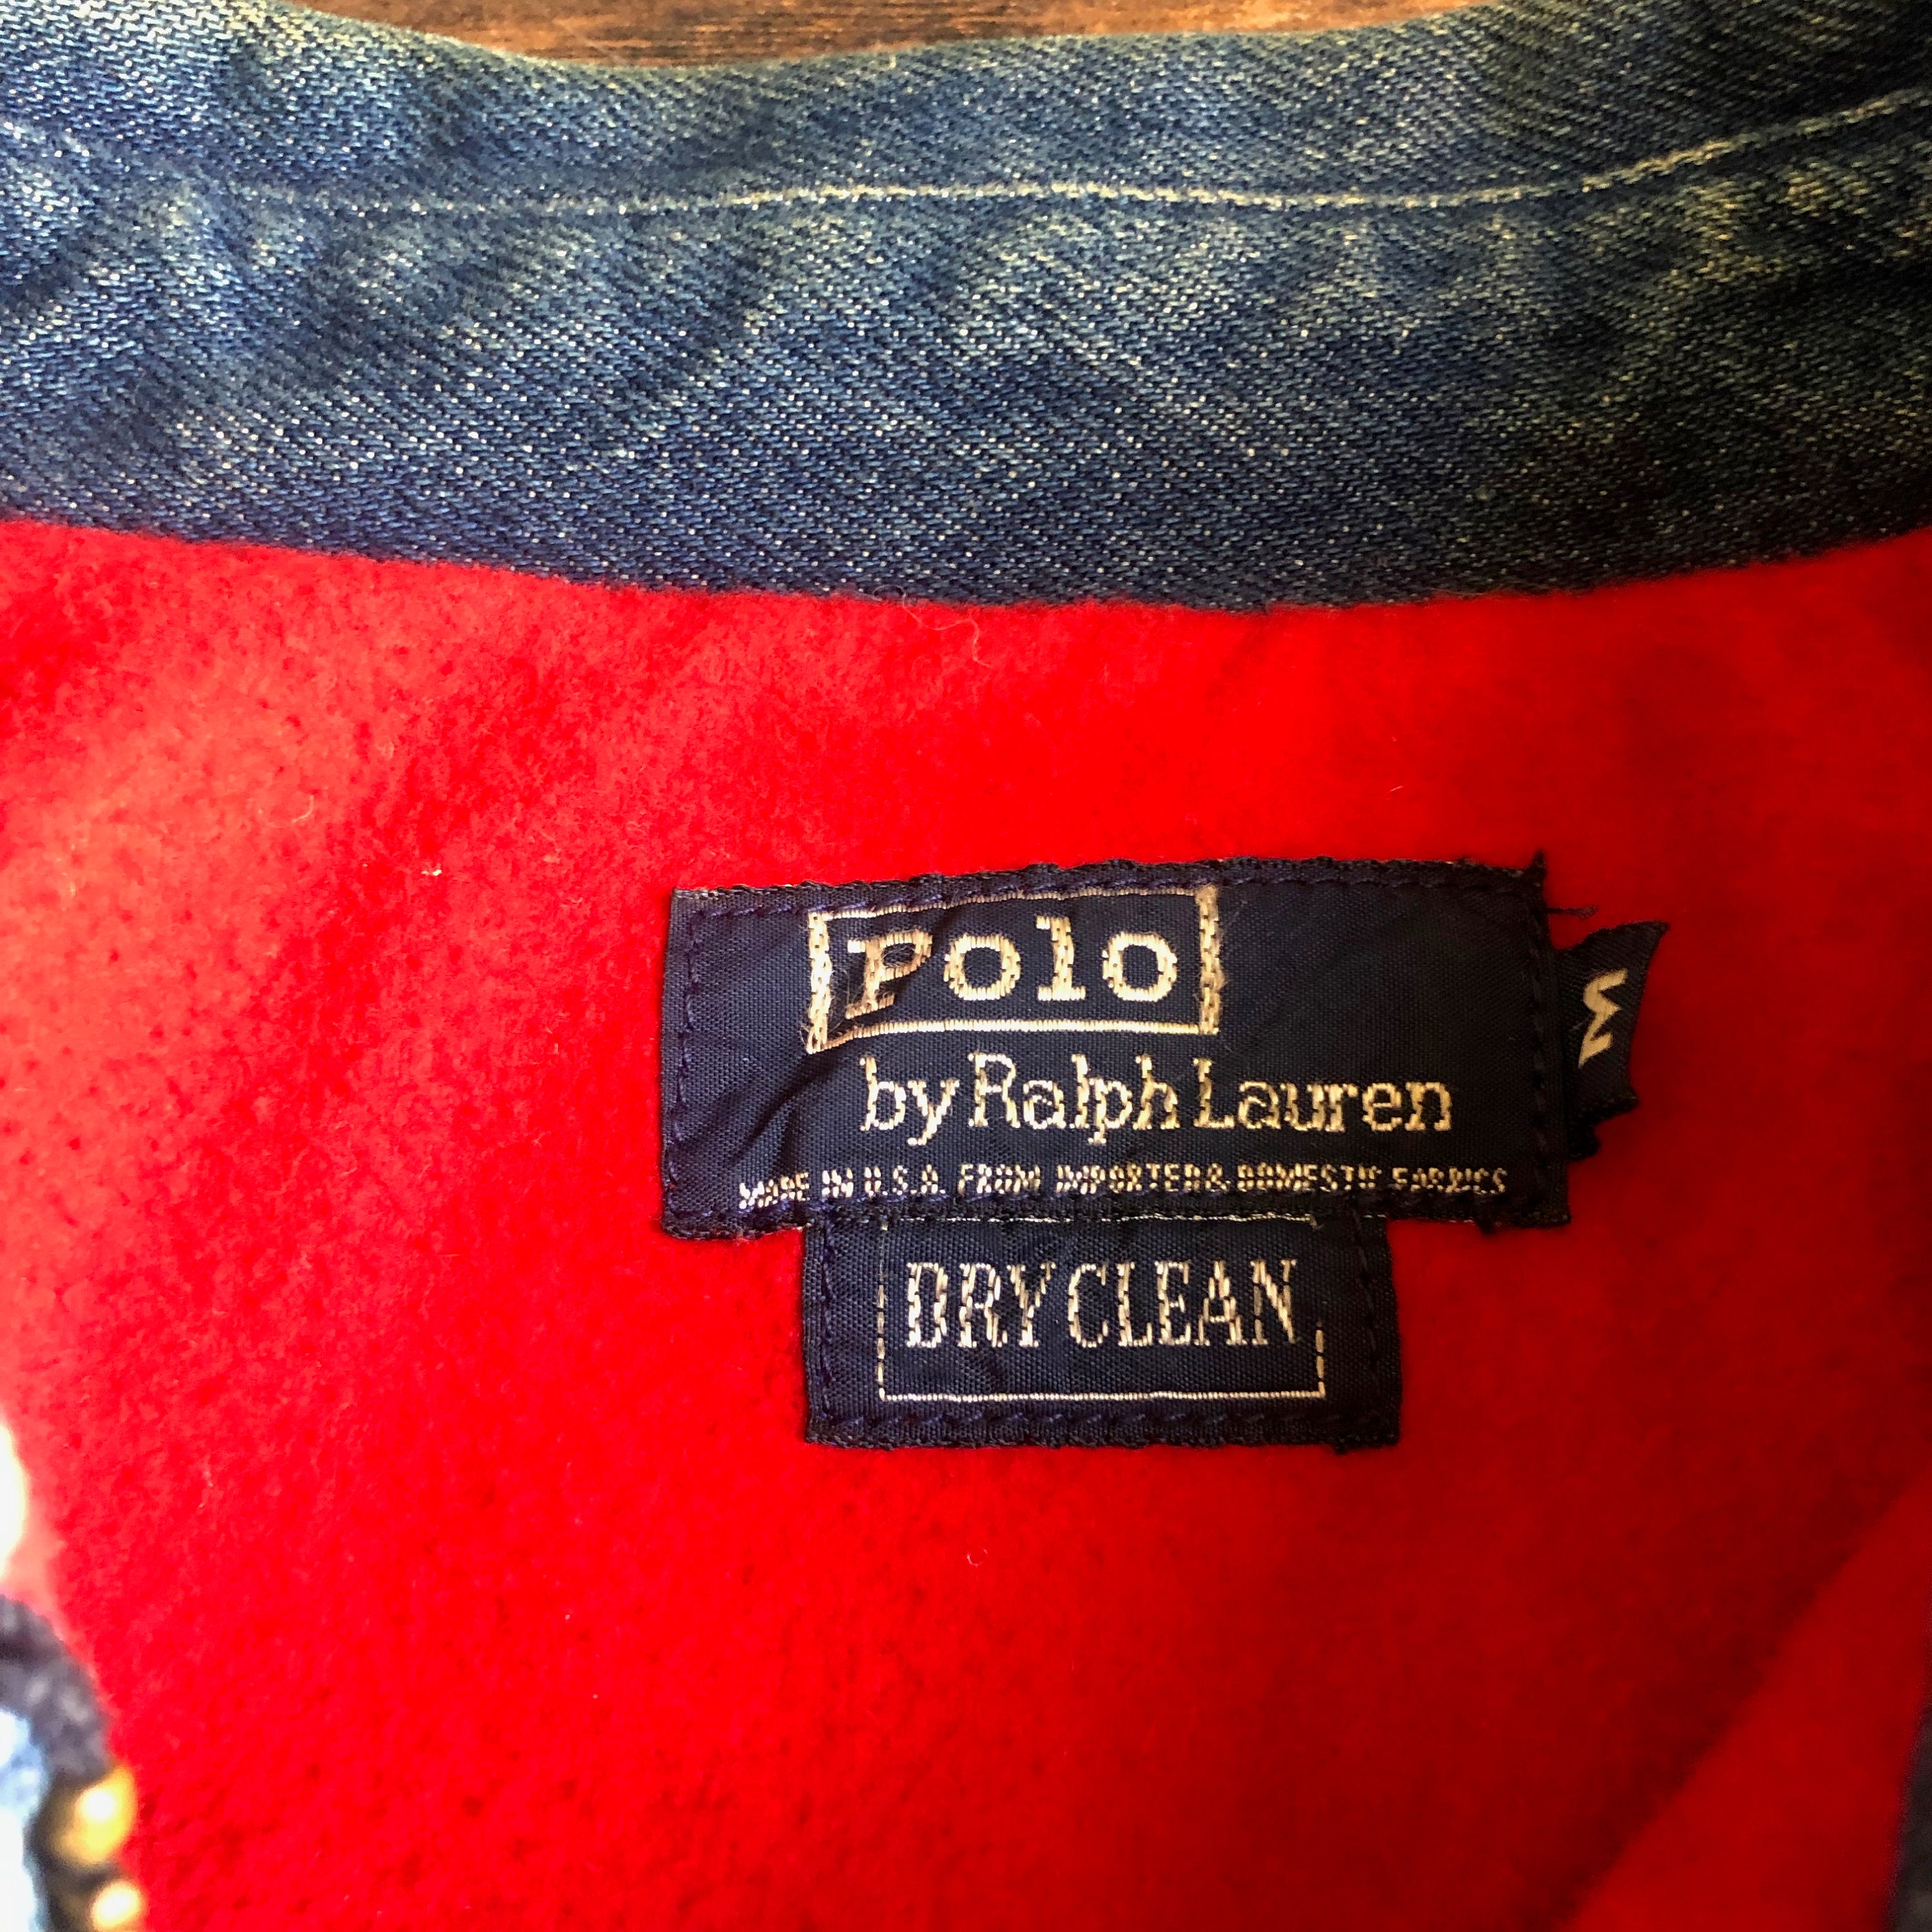 Polo
by Ralph Lauren
M
MADE IN U.S.A. FROM IMPORTED & DOMESTIC FABRICS
DRY CLEAN